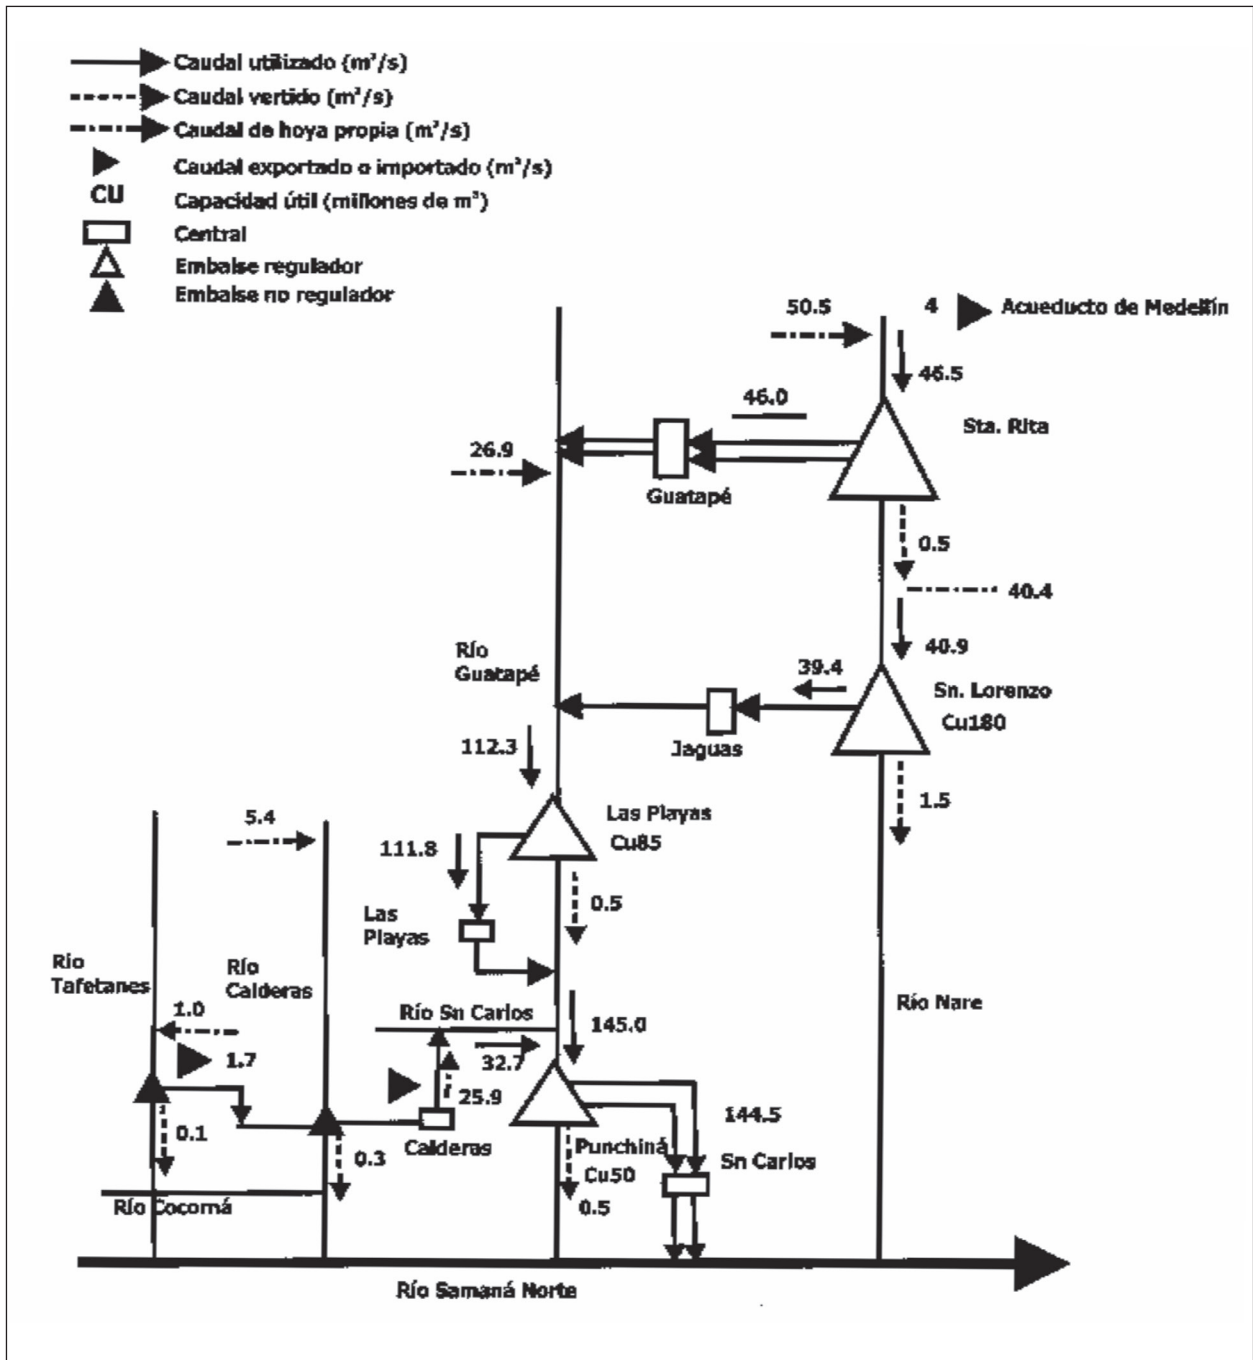 Caudal utilizado (m³/s)
Caudal vertido (m³/s)
Caudal de hoya propia (m³/s)
Caudal exportado o importado (m³/s)
CU Capacidad útil (millones de m³)
Central
Embalse regulador
Embalse no regulador
50.5
4
Acueducto de Medellín
46.5
46.0
Sta. Rita
26.9
Guatapé
0.5
40.4
Río
Guatapé
40.9
39.4
Sn. Lorenzo
Cu180
Jaguas
112.3
1.5
Las Playas
Cu85
5.4
111.8
0.5
Las
Playas
Río
Tafetanes
Río
Calderas
1.0
Río Sn Carlos
145.0
Río Nare
1.7
32.7
25.9
144.5
0.1
0.3
Calderas
Punchiná
Cu50
Sn Carlos
0.5
Río Cocorná
Río Samaná Norte